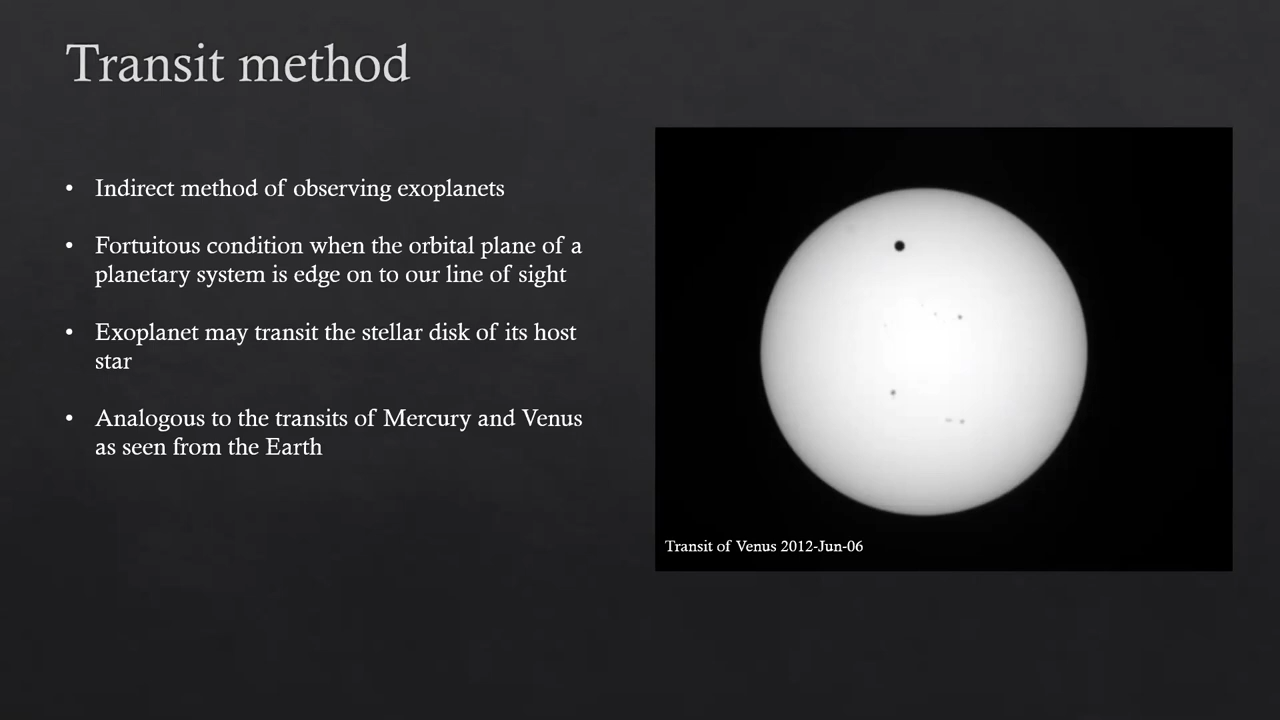 Transit method
• Indirect method of observing exoplanets
• Fortuitous condition when the orbital plane of a
planetary system is edge on to our line of sight
• Exoplanet may transit the stellar disk of its host
star
• Analogous to the transits of Mercury and Venus
as seen from the Earth
Transit of Venus 2012-Jun-06